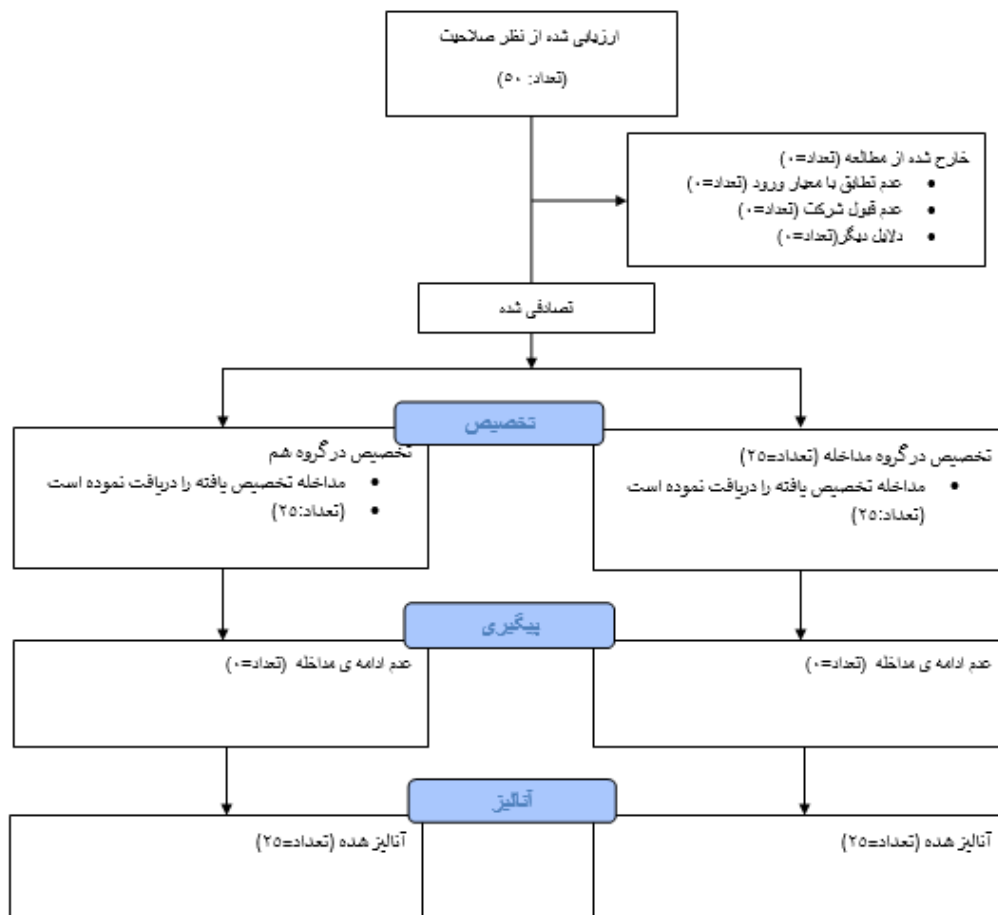 ارزیابی شده از نظر صلاحیت
(تعداد: ۵۰)
خارج شده از مطالعه (تعداد=۰)
• عدم تطابق با معیار ورود (تعداد=۰)
• عدم قبول شرکت (تعداد=۰)
• دلایل دیگر(تعداد=۰)
تصادفی شده
تخصیص
تخصیص در گروه مداخله (تعداد=۲۵)
• مداخله تخصیص یافته را دریافت نموده است
(تعداد:۲۵)
تخصیص در گروه شم
• مداخله تخصیص یافته را دریافت نموده است
• (تعداد:۲۵)
پیگیری
عدم ادامه ی مداخله (تعداد=۰)
عدم ادامه ی مداخله (تعداد=۰)
آنالیز
آنالیز شده (تعداد=۲۵)
آنالیز شده (تعداد=۲۵)